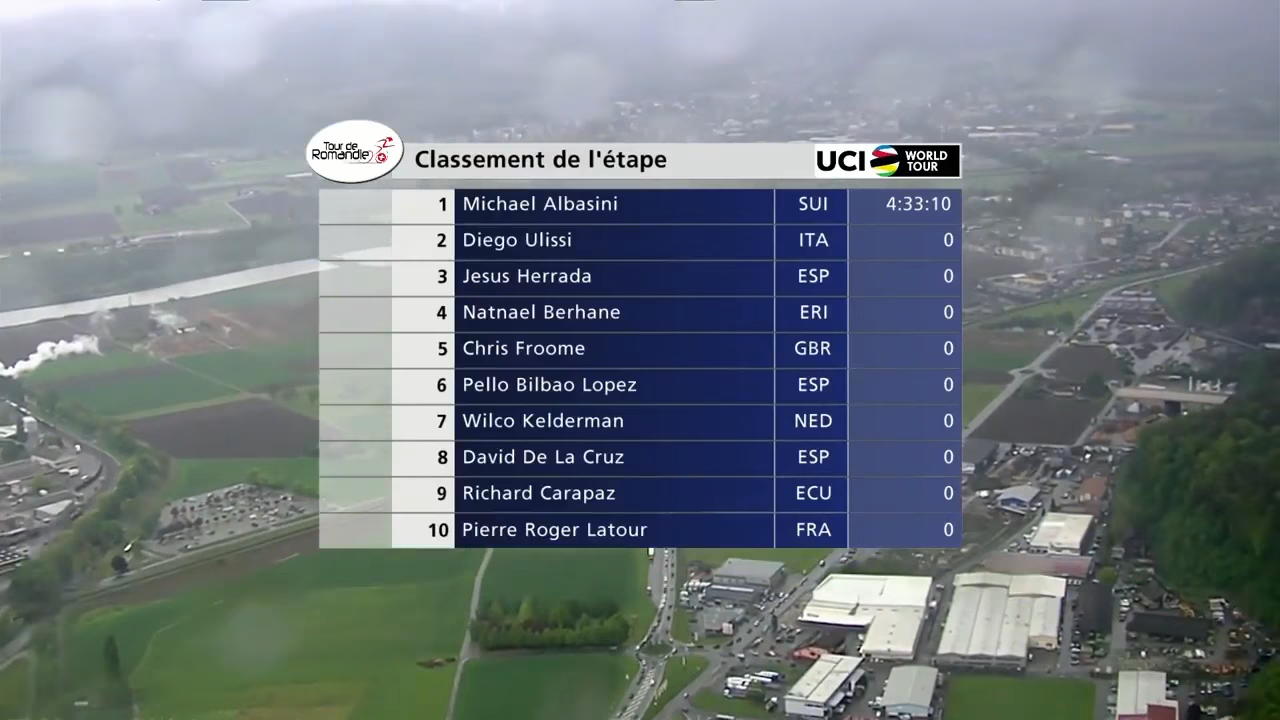 Tour de
Romandie
Classement de l'étape
UCI WORLD
TOUR
1 Michael Albasini SUI 4:33:10
2 Diego Ulissi ITA 0
3 Jesus Herrada ESP 0
4 Natnael Berhane ERI 0
5 Chris Froome GBR 0
6 Pello Bilbao Lopez ESP 0
7 Wilco Kelderman NED 0
8 David De La Cruz ESP 0
9 Richard Carapaz ECU 0
10 Pierre Roger Latour FRA 0